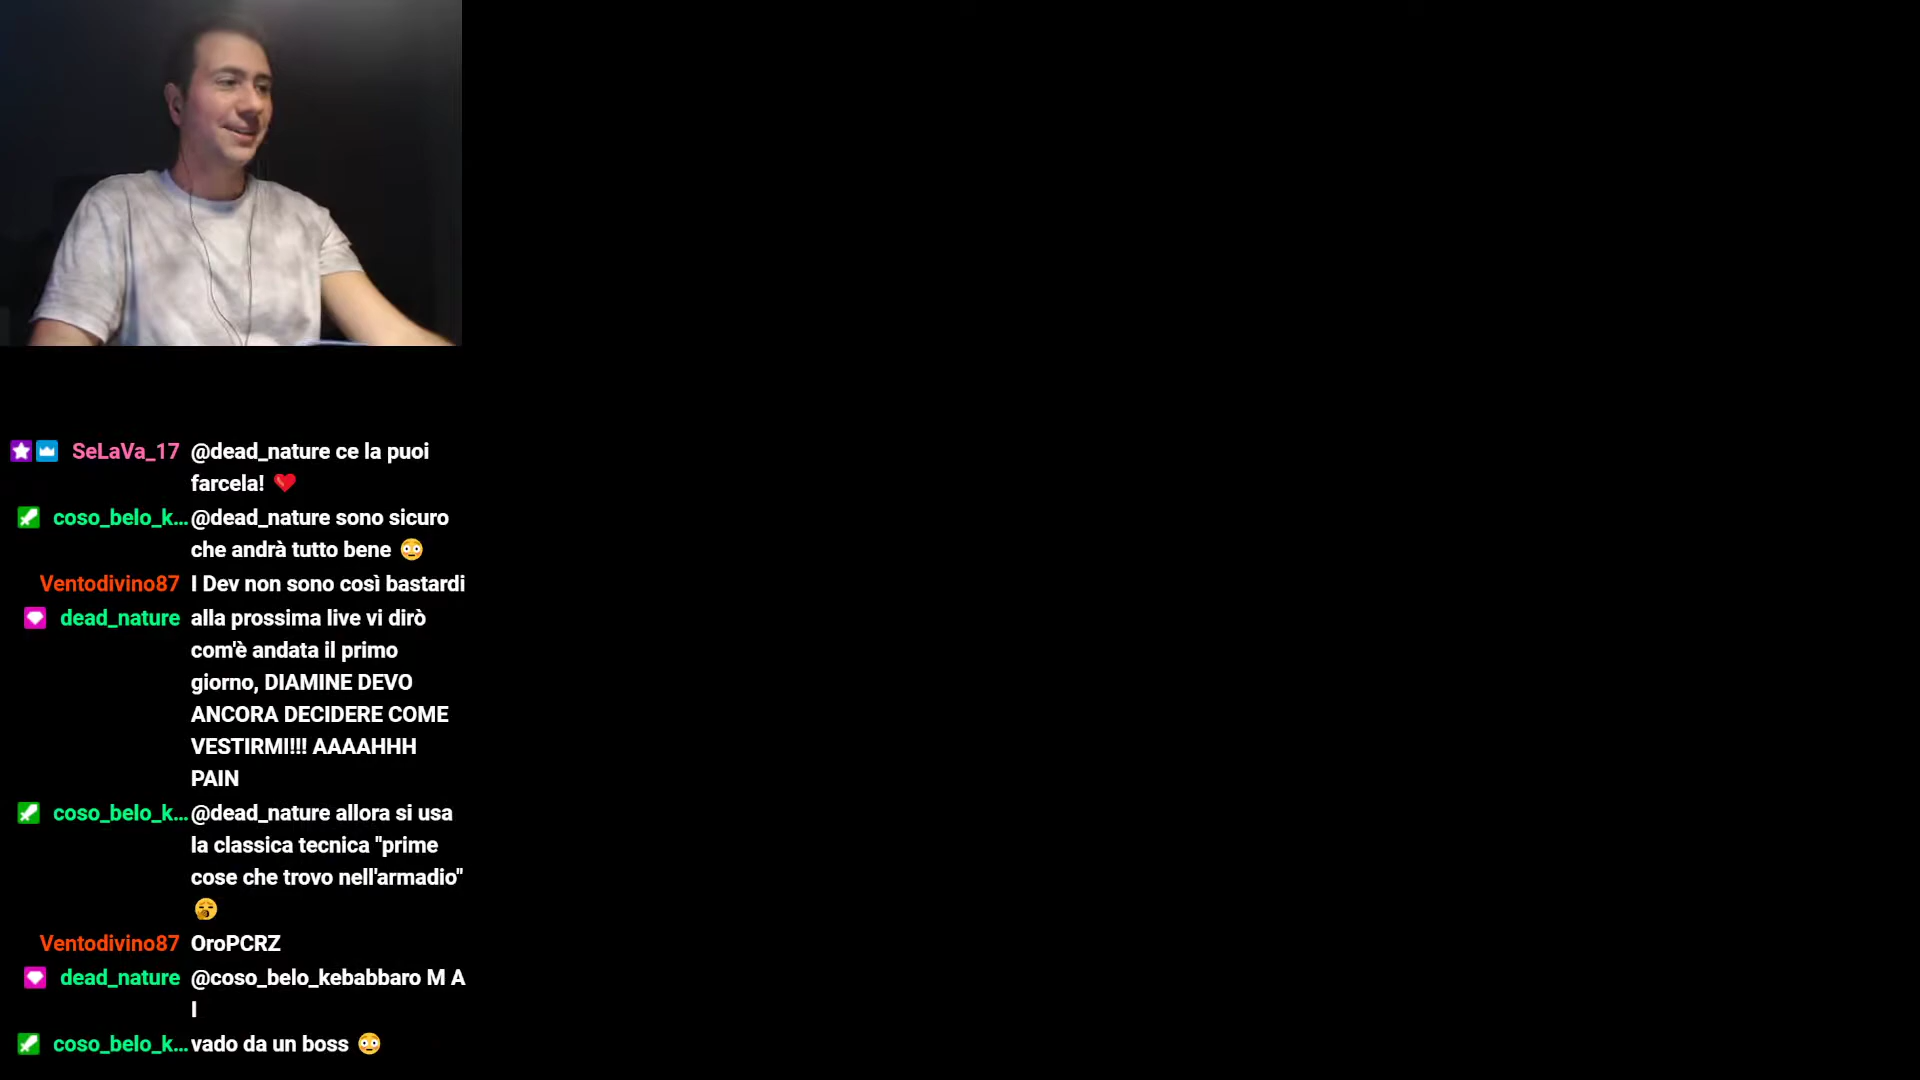 SeLaVa_17 @dead_nature ce la puoi
farcela! ❤️
coso_belo_k... @dead_nature sono sicuro
che andrà tutto bene 😳
Ventodivino87 I Dev non sono così bastardi
dead_nature alla prossima live vi dirò
com'è andata il primo
giorno, DIAMINE DEVO
ANCORA DECIDERE COME
VESTIRMI!!! AAAAHHH
PAIN
coso_belo_k... @dead_nature allora si usa
la classica tecnica "prime
cose che trovo nell'armadio"
🥱
Ventodivino87 OroPCRZ
dead_nature @coso_belo_kebabbaro M A
I
coso_belo_k... vado da un boss 😳